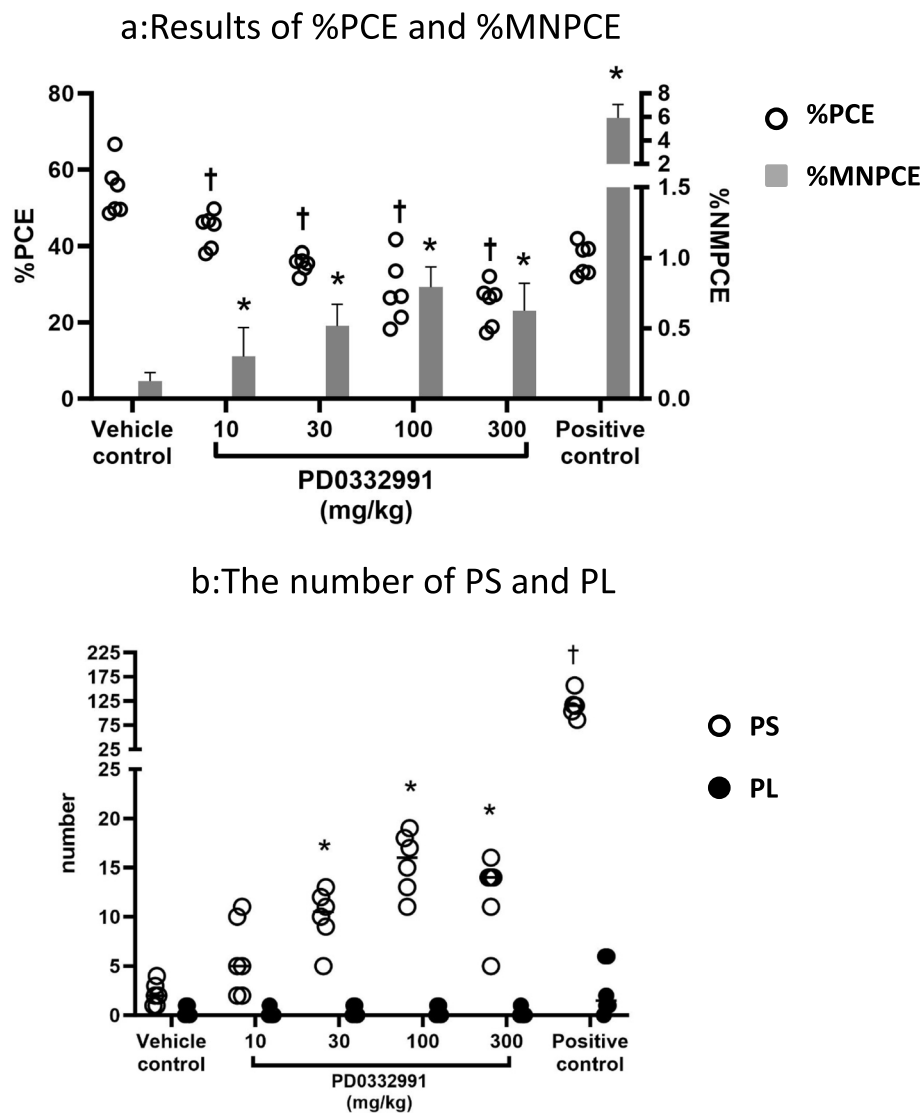 a:Results of %PCE and %MNPCE
80
60
40
20
0
%PCE
†
†
†
†
*
*
*
*
*
8
6
4
2
1.5
1.0
0.5
0.0
%NMPCE
%PCE
%MNPCE
Vehicle control
10
30
100
300
Positive control
PD0332991
(mg/kg)
b:The number of PS and PL
225
175
125
75
25
25
20
15
10
5
0
number
*
*
*
†
PS
PL
Vehicle control
10
30
100
300
Positive control
PD0332991
(mg/kg)